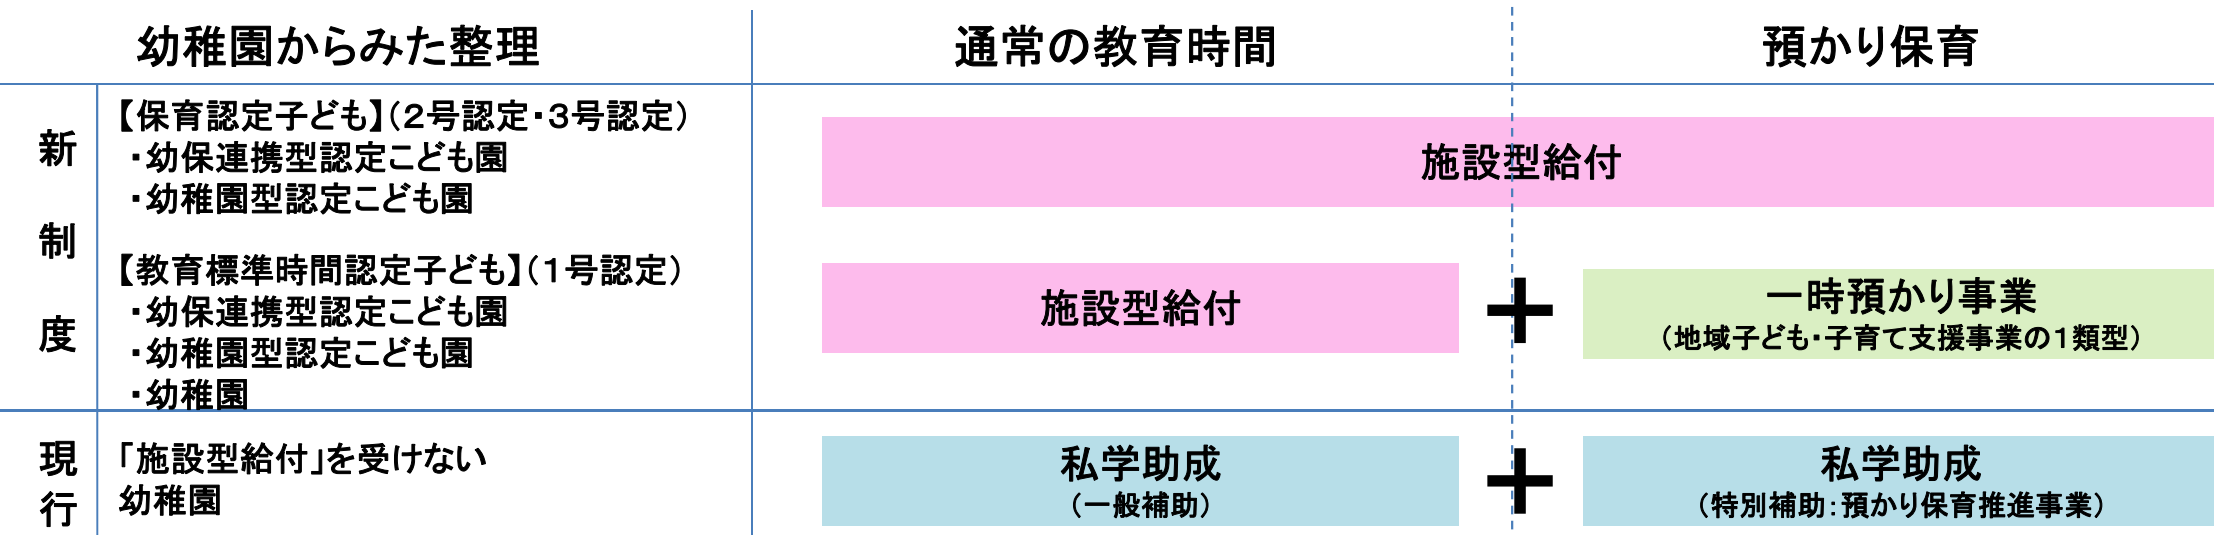 幼稚園からみた整理
通常の教育時間
預かり保育
新制度
【保育認定子ども】（２号認定・３号認定）
・幼保連携型認定こども園
・幼稚園型認定こども園
施設型給付
【教育標準時間認定子ども】（１号認定）
・幼保連携型認定こども園
・幼稚園型認定こども園
・幼稚園
施設型給付
＋
一時預かり事業
（地域子ども・子育て支援事業の１類型）
現行
「施設型給付」を受けない
幼稚園
私学助成
（一般補助）
＋
私学助成
（特別補助：預かり保育推進事業）